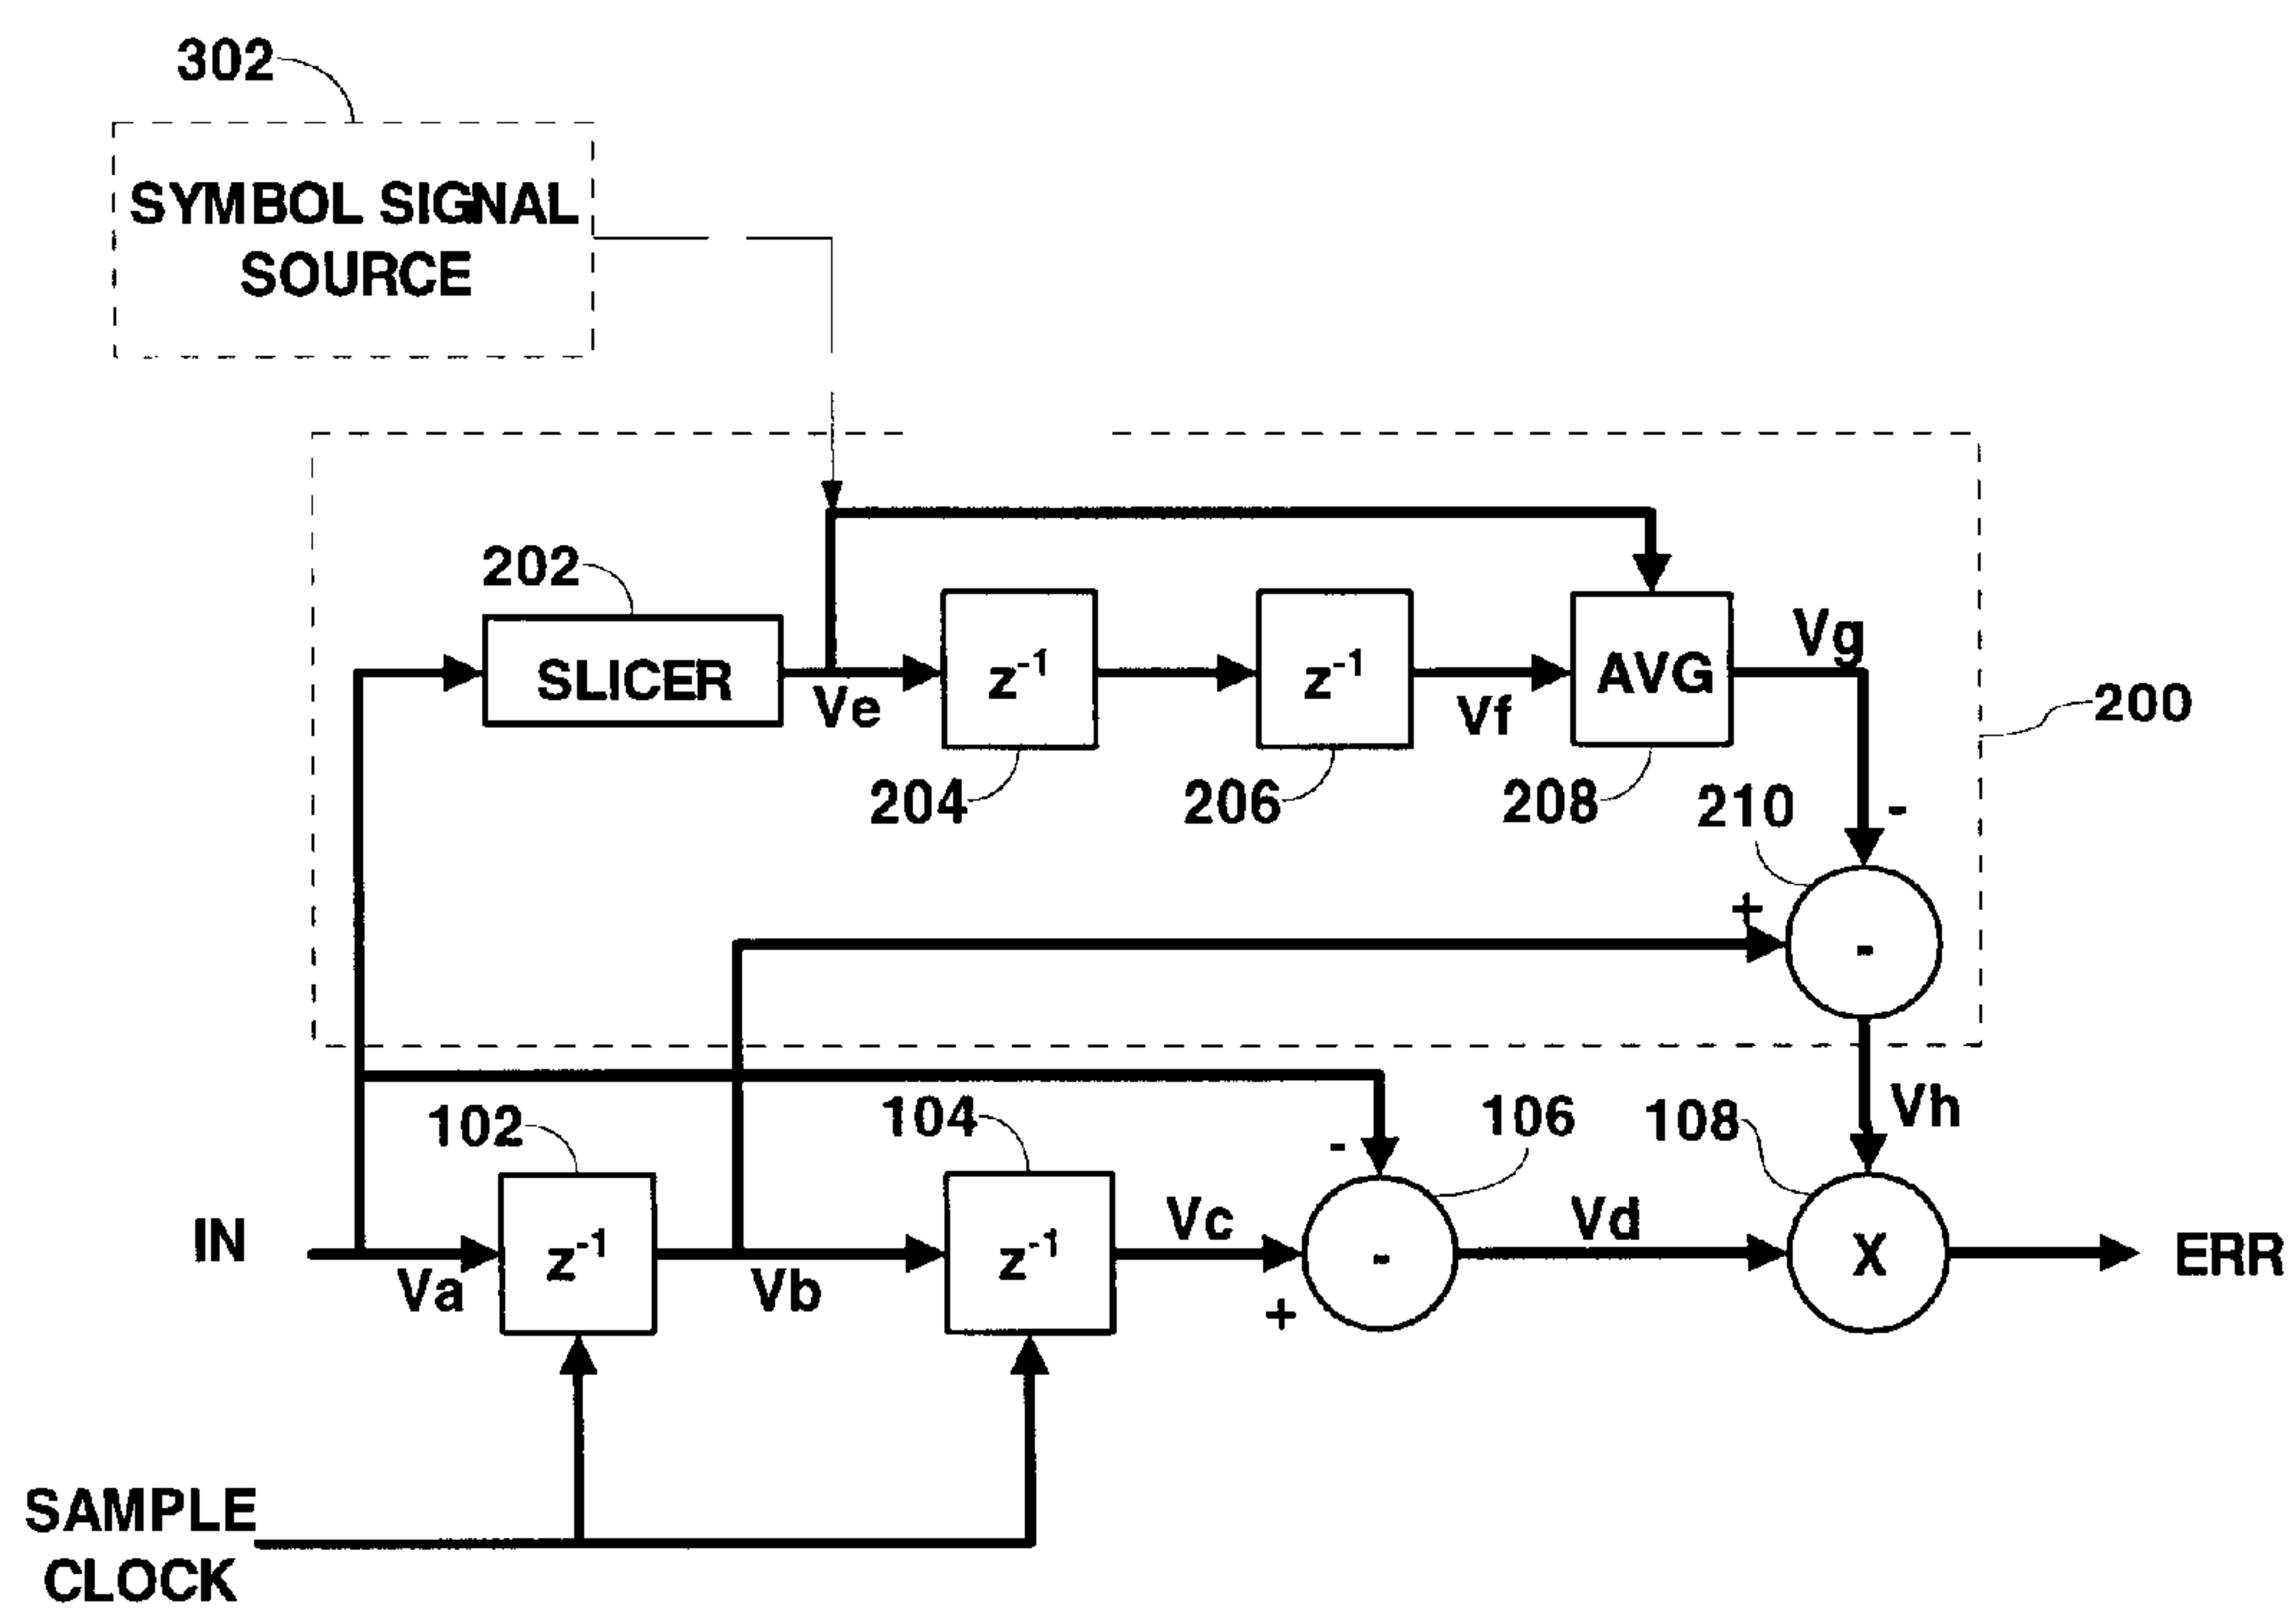 302
SYMBOL SIGNAL
SOURCE
202
SLICER
Ve
z⁻¹
204
z⁻¹
206
Vf
AVG
208
Vg
200
210
-
+
-
Vh
IN
Va
102
z⁻¹
Vb
104
z⁻¹
Vc
-
+
106
-
Vd
108
X
ERR
SAMPLE
CLOCK